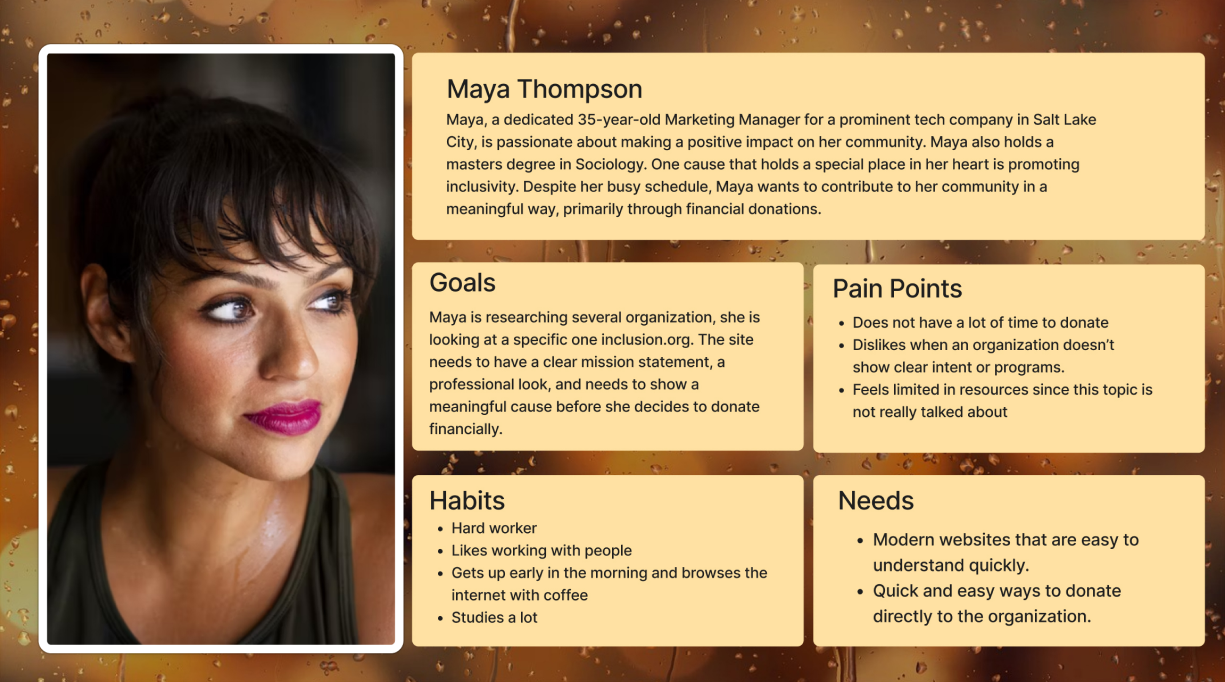 Maya Thompson
Maya, a dedicated 35-year-old Marketing Manager for a prominent tech company in Salt Lake
City, is passionate about making a positive impact on her community. Maya also holds a
masters degree in Sociology. One cause that holds a special place in her heart is promoting
inclusivity. Despite her busy schedule, Maya wants to contribute to her community in a
meaningful way, primarily through financial donations.
Goals
Maya is researching several organization, she is
looking at a specific one inclusion.org. The site
needs to have a clear mission statement, a
professional look, and needs to show a
meaningful cause before she decides to donate
financially.
Pain Points
• Does not have a lot of time to donate
• Dislikes when an organization doesn’t
show clear intent or programs.
• Feels limited in resources since this topic is
not really talked about
Habits
• Hard worker
• Likes working with people
• Gets up early in the morning and browses the
internet with coffee
• Studies a lot
Needs
• Modern websites that are easy to
understand quickly.
• Quick and easy ways to donate
directly to the organization.